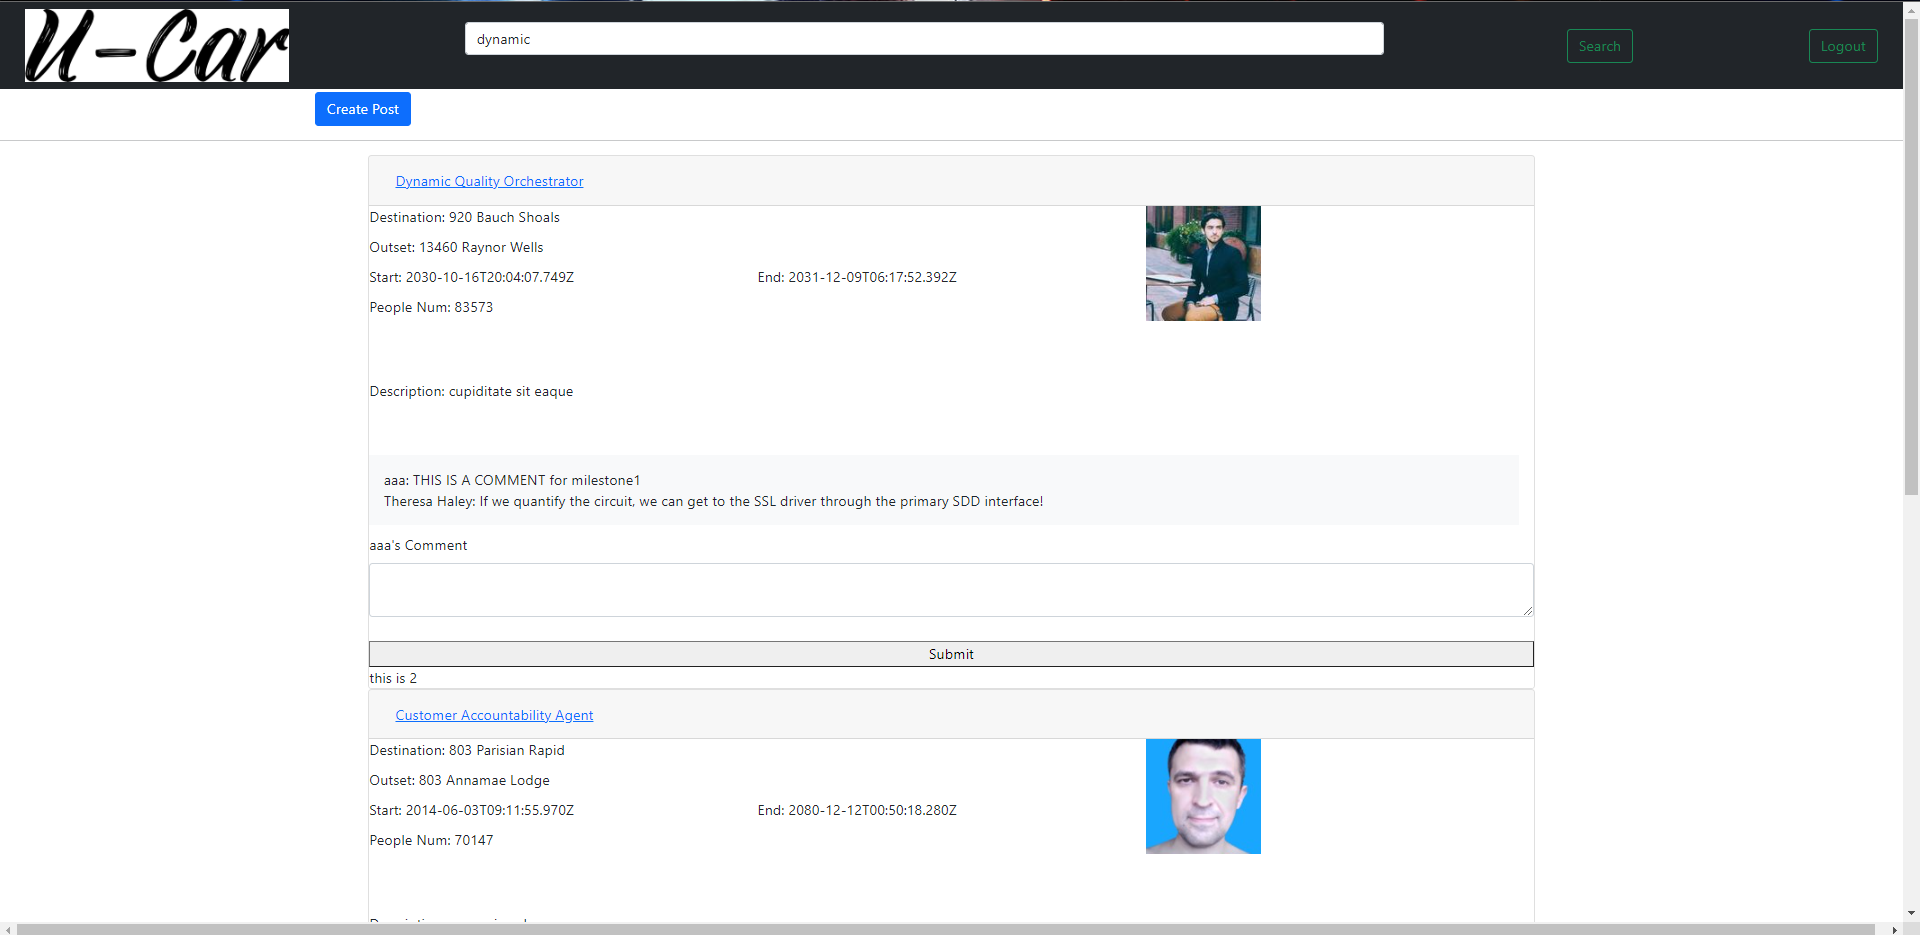 U-Car
dynamic
Search
Logout
Create Post
Dynamic Quality Orchestrator
Destination: 920 Bauch Shoals
Outset: 13460 Raynor Wells
Start: 2030-10-16T20:04:07.749Z
End: 2031-12-09T06:17:52.392Z
People Num: 83573
Description: cupiditate sit eaque
aaa: THIS IS A COMMENT for milestone1
Theresa Haley: If we quantify the circuit, we can get to the SSL driver through the primary SDD interface!
aaa's Comment
Submit
this is 2
Customer Accountability Agent
Destination: 803 Parisian Rapid
Outset: 803 Annamae Lodge
Start: 2014-06-03T09:11:55.970Z
End: 2080-12-12T00:50:18.280Z
People Num: 70147